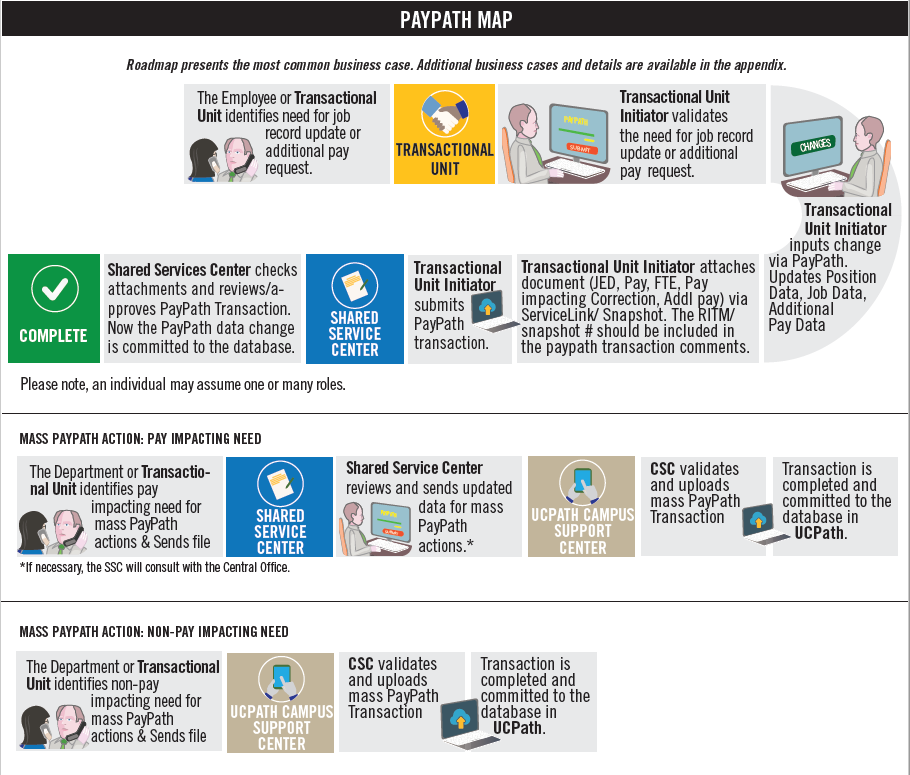 PAYPATH MAP
Roadmap presents the most common business case. Additional business cases and details are available in the appendix.
The Employee or Transactional
Unit identifies need for job
record update or
additional pay
request.
TRANSACTIONAL
UNIT
PAYPATH
SUBMIT
Transactional Unit
Initiator validates
the need for job record
update or additional
pay request.
CHANGES
Transactional
Unit Initiator
inputs change
via PayPath.
Updates Position
Data, Job Data,
Additional
Pay Data
Transactional Unit Initiator attaches
document (JED, Pay, FTE, Pay
impacting Correction, Addl pay) via
ServiceLink/ Snapshot. The RITM/
snapshot # should be included in
the paypath transaction comments.
Transactional
Unit Initiator
submits
PayPath
transaction.
SHARED
SERVICE
CENTER
Shared Services Center checks
attachments and reviews/a-
pproves PayPath Transaction.
Now the PayPath data change
is committed to the database.
COMPLETE
Please note, an individual may assume one or many roles.
MASS PAYPATH ACTION: PAY IMPACTING NEED
The Department or Transactio-
nal Unit identifies pay
impacting need for
mass PayPath
actions & Sends file
SHARED
SERVICE
CENTER
Shared Service Center
reviews and sends updated
data for mass
PayPath
actions.*
UCPATH CAMPUS
SUPPORT
CENTER
CSC validates
and uploads
mass PayPath
Transaction
Transaction is
completed and
committed to the
database in
UCPath.
*If necessary, the SSC will consult with the Central Office.
MASS PAYPATH ACTION: NON-PAY IMPACTING NEED
The Department or Transactional
Unit identifies non-pay
impacting need for
mass PayPath
actions & Sends file
UCPATH CAMPUS
SUPPORT
CENTER
CSC validates
and uploads
mass PayPath
Transaction
Transaction is
completed and
committed to the
database in
UCPath.